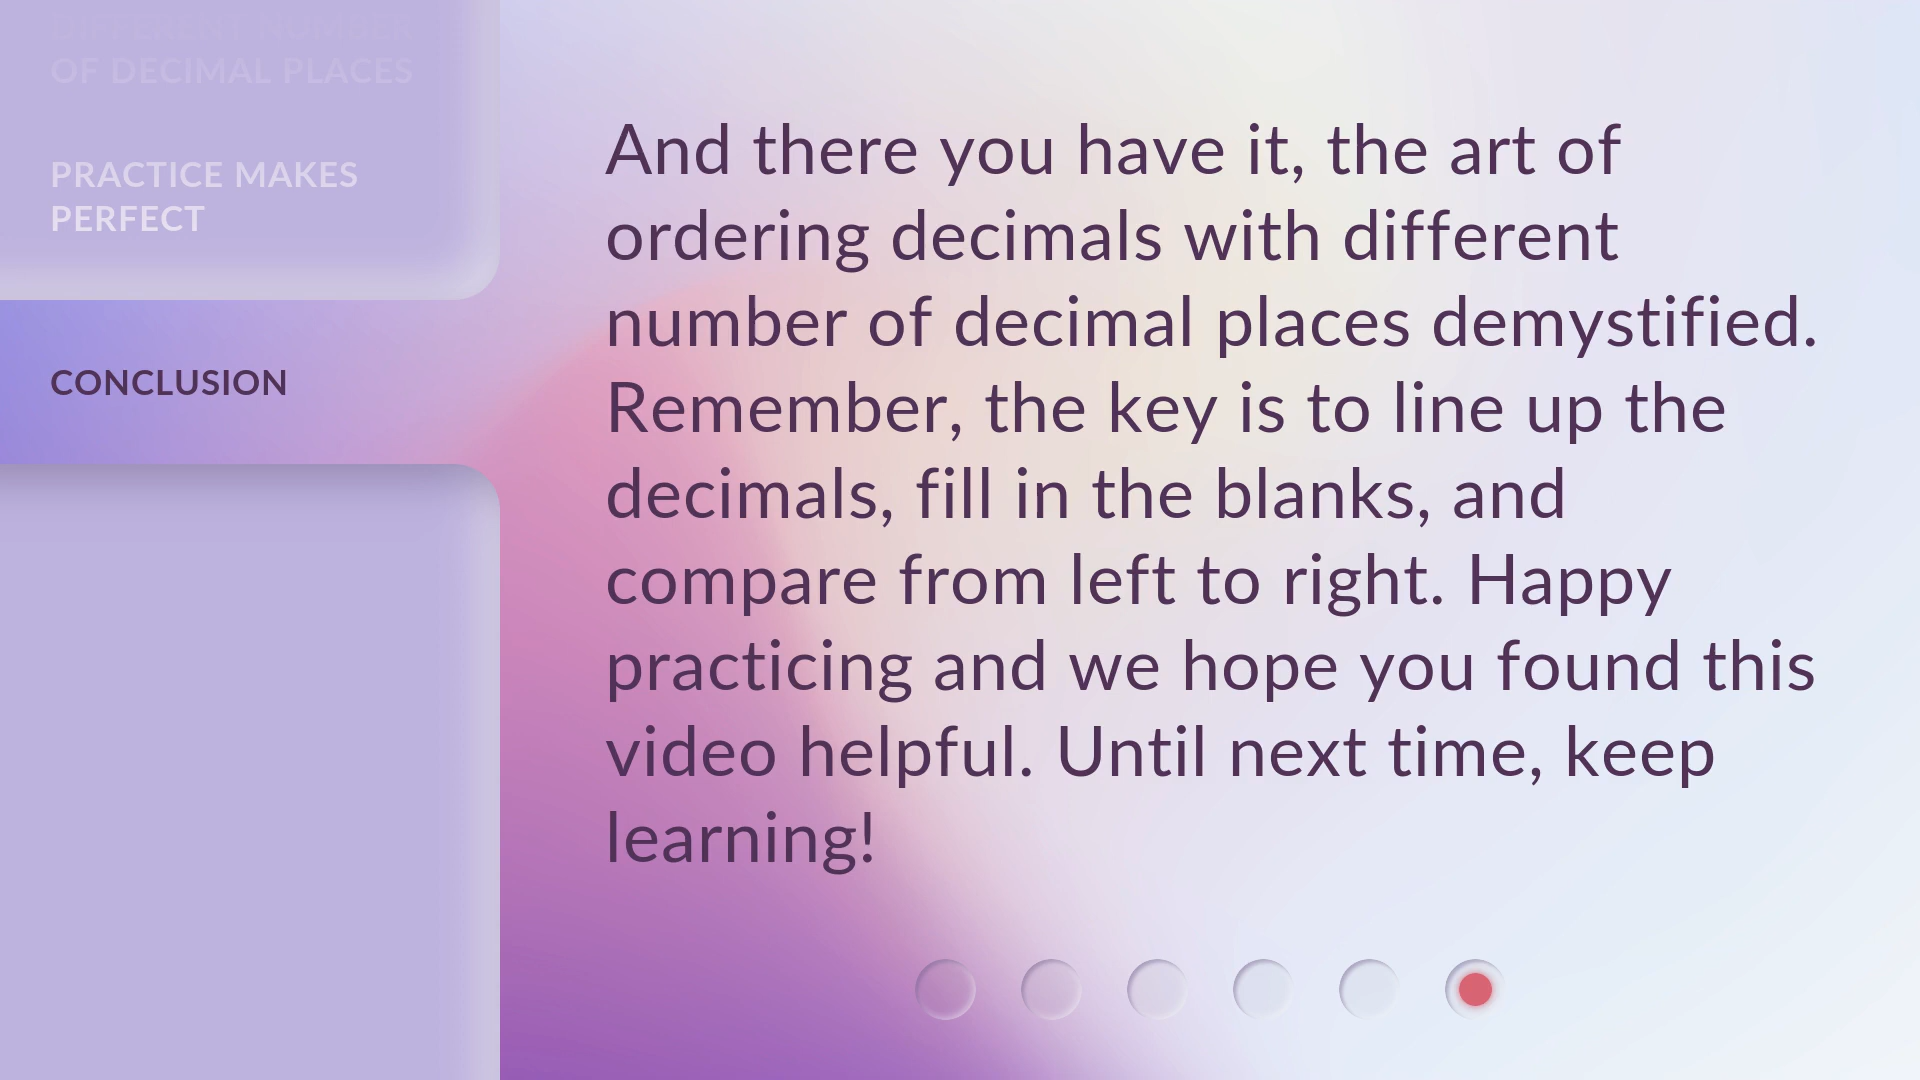 DIFFERENT NUMBER
OF DECIMAL PLACES
PRACTICE MAKES
PERFECT
CONCLUSION
And there you have it, the art of
ordering decimals with different
number of decimal places demystified.
Remember, the key is to line up the
decimals, fill in the blanks, and
compare from left to right. Happy
practicing and we hope you found this
video helpful. Until next time, keep
learning!